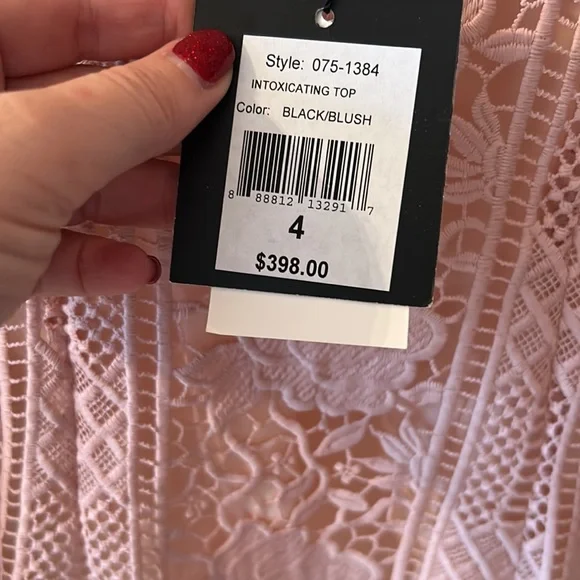 Style: 075-1384
INTOXICATING TOP
Color: BLACK/BLUSH
8 88812 13291 7
4
$398.00